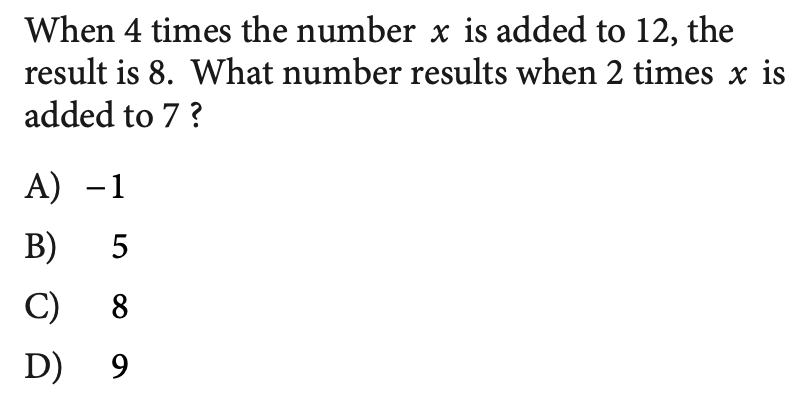 When 4 times the number x is added to 12, the
result is 8. What number results when 2 times x is
added to 7 ?
A) −1
B) 5
C) 8
D) 9